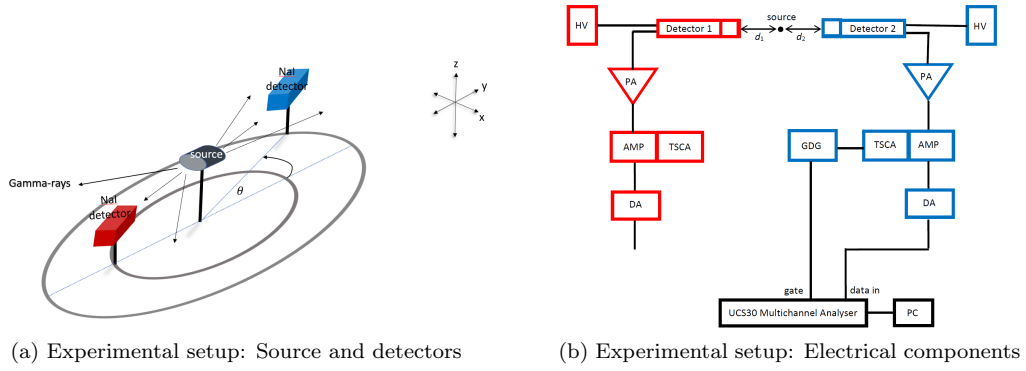 NaI
detector
source
Gamma-rays
NaI
detector
θ
z
y
x
(a) Experimental setup: Source and detectors
HV
Detector 1
source
d₁
d₂
Detector 2
HV
PA
PA
AMP
TSCA
GDG
TSCA
AMP
DA
DA
gate
data in
UCS30 Multichannel Analyser
PC
(b) Experimental setup: Electrical components